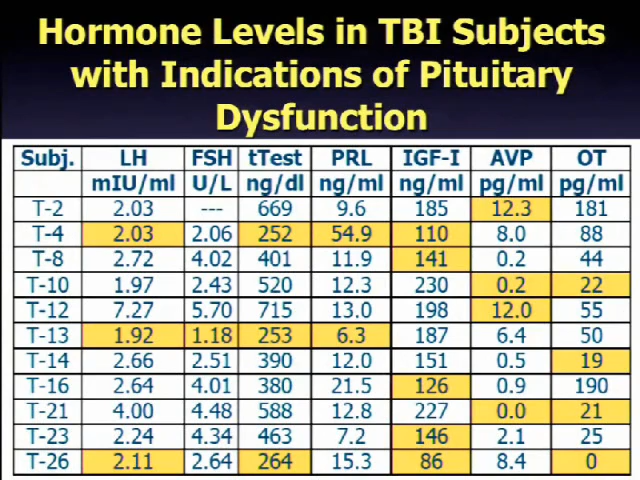 Hormone Levels in TBI Subjects
with Indications of Pituitary
Dysfunction
Subj. LH FSH tTest PRL IGF-I AVP OT
mIU/ml U/L ng/dl ng/ml ng/ml pg/ml pg/ml
T-2 2.03 --- 669 9.6 185 12.3 181
T-4 2.03 2.06 252 54.9 110 8.0 88
T-8 2.72 4.02 401 11.9 141 0.2 44
T-10 1.97 2.43 520 12.3 230 0.2 22
T-12 7.27 5.70 715 13.0 198 12.0 55
T-13 1.92 1.18 253 6.3 187 6.4 50
T-14 2.66 2.51 390 12.0 151 0.5 19
T-16 2.64 4.01 380 21.5 126 0.9 190
T-21 4.00 4.48 588 12.8 227 0.0 21
T-23 2.24 4.34 463 7.2 146 2.1 25
T-26 2.11 2.64 264 15.3 86 8.4 0